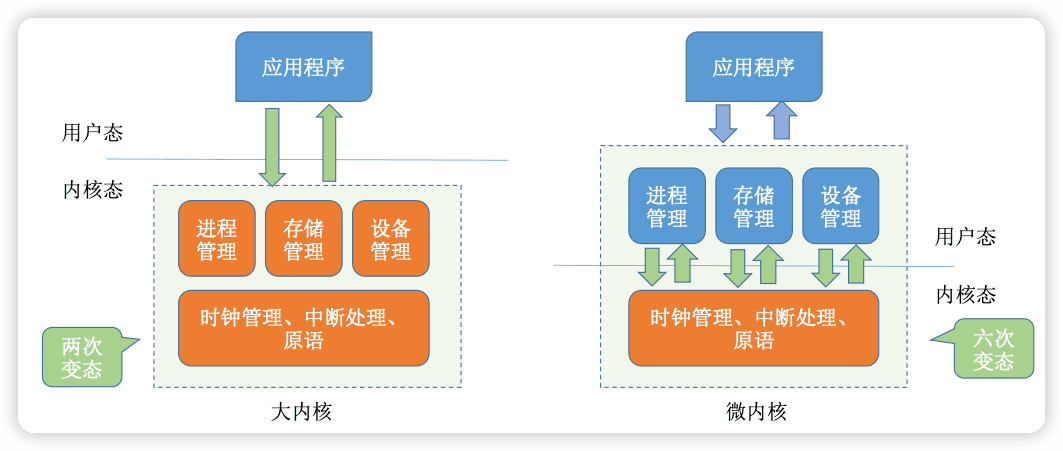 应用程序
用户态
内核态
进程
管理
存储
管理
设备
管理
时钟管理、中断处理、
原语
两次
变态
大内核
应用程序
进程
管理
存储
管理
设备
管理
用户态
内核态
时钟管理、中断处理、
原语
六次
变态
微内核